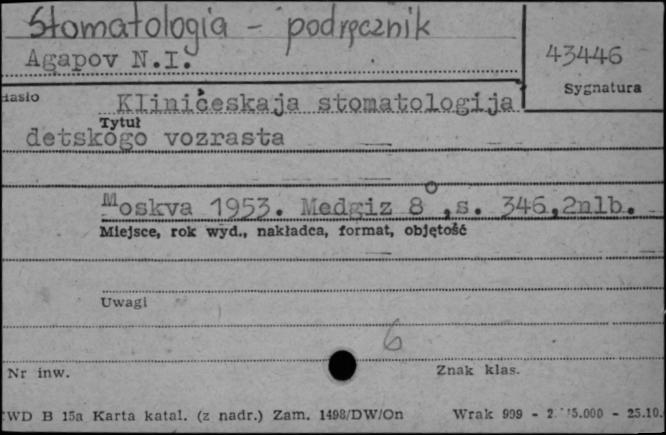 Stomatologia - podręcznik
Agapov N.I.
43446
Sygnatura
Hasło
Kliničeskaja stomatologija
Tytuł
detskogo vozrasta
Moskva 1953. Medgiz 8°, s. 346,2nlb.
Miejsce, rok wyd., nakładca, format, objętość
Uwagi
6
Nr inw.
Znak klas.
WD B 15a Karta katal. (z nadr.) Zam. 1498/DW/On Wrak 909 - 25.10.